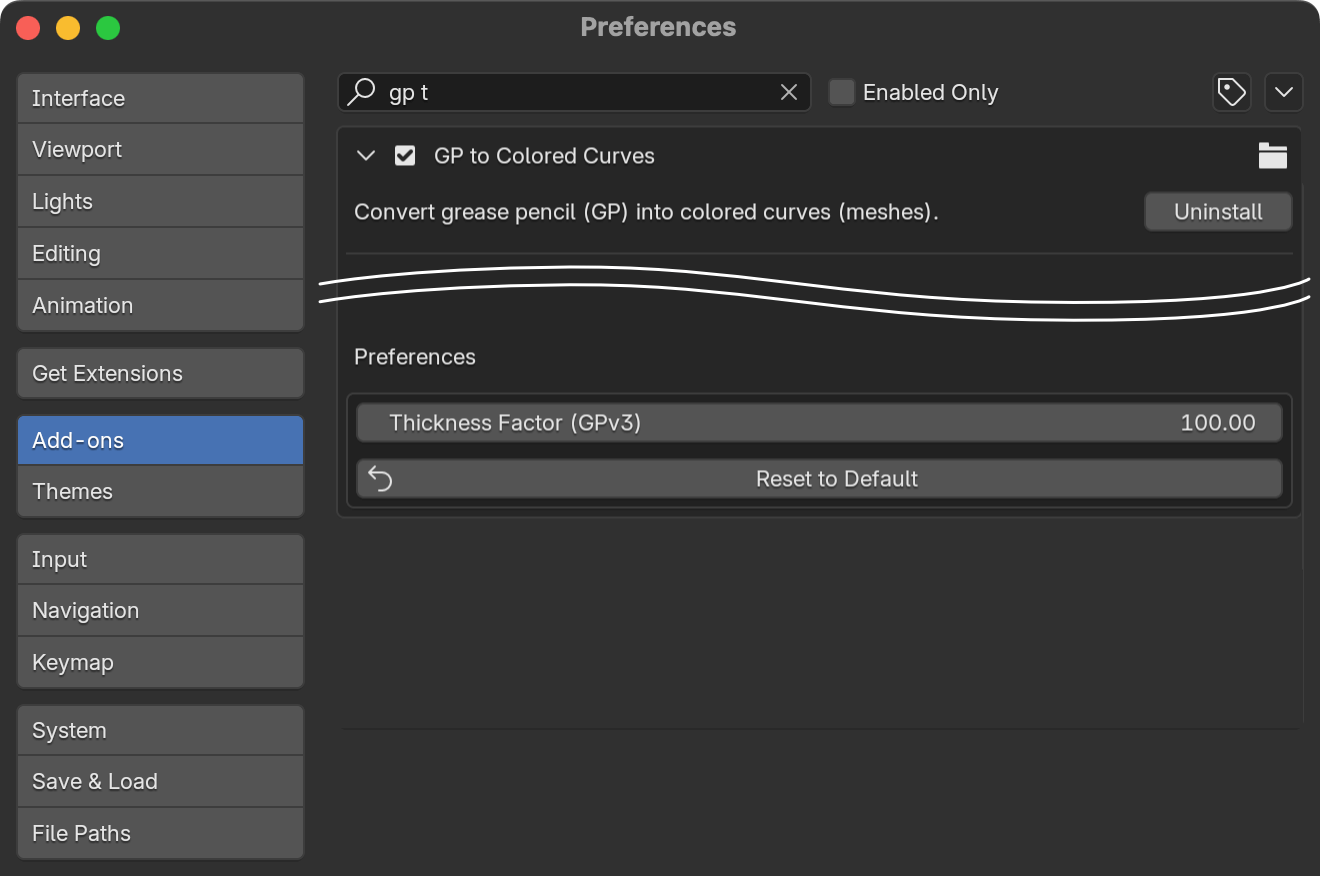 Preferences
Interface
Viewport
Lights
Editing
Animation
Get Extensions
Add-ons
Themes
Input
Navigation
Keymap
System
Save & Load
File Paths
gp t
Enabled Only
GP to Colored Curves
Convert grease pencil (GP) into colored curves (meshes).
Uninstall
Preferences
Thickness Factor (GPv3) 100.00
Reset to Default